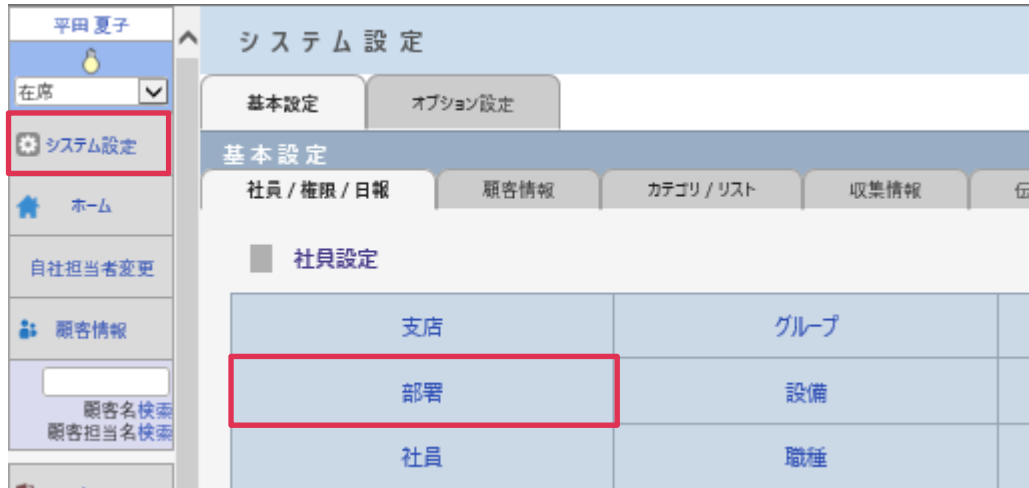 平田 夏子
在席
システム設定
ホーム
自社担当者変更
顧客情報
顧客名検索
顧客担当名検索
システム設定
基本設定 オプション設定
基本設定
社員 / 権限 / 日報 顧客情報 カテゴリ / リスト 収集情報 伝
社員設定
支店 グループ
部署 設備
社員 職種